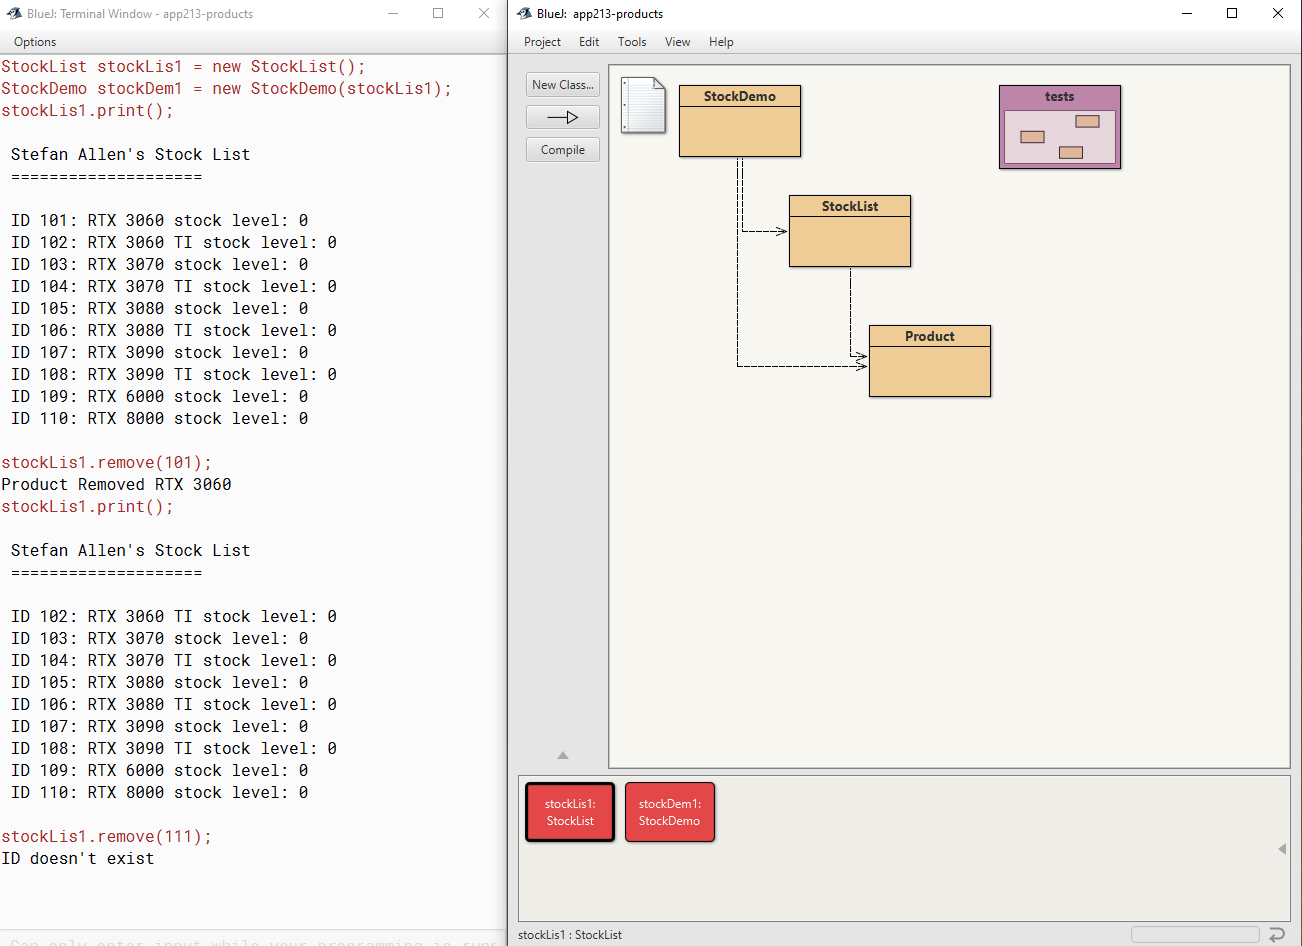 BlueJ: Terminal Window - app213-products
Options
StockList stockLis1 = new StockList();
StockDemo stockDem1 = new StockDemo(stockLis1);
stockLis1.print();
Stefan Allen's Stock List
====================
ID 101: RTX 3060 stock level: 0
ID 102: RTX 3060 TI stock level: 0
ID 103: RTX 3070 stock level: 0
ID 104: RTX 3070 TI stock level: 0
ID 105: RTX 3080 stock level: 0
ID 106: RTX 3080 TI stock level: 0
ID 107: RTX 3090 stock level: 0
ID 108: RTX 3090 TI stock level: 0
ID 109: RTX 6000 stock level: 0
ID 110: RTX 8000 stock level: 0
stockLis1.remove(101);
Product Removed RTX 3060
stockLis1.print();
Stefan Allen's Stock List
====================
ID 102: RTX 3060 TI stock level: 0
ID 103: RTX 3070 stock level: 0
ID 104: RTX 3070 TI stock level: 0
ID 105: RTX 3080 stock level: 0
ID 106: RTX 3080 TI stock level: 0
ID 107: RTX 3090 stock level: 0
ID 108: RTX 3090 TI stock level: 0
ID 109: RTX 6000 stock level: 0
ID 110: RTX 8000 stock level: 0
stockLis1.remove(111);
ID doesn't exist
Can only enter input while your programming is runn
BlueJ: app213-products
Project Edit Tools View Help
New Class...
Compile
StockDemo
tests
StockList
Product
stockLis1:
StockList
stockDem1:
StockDemo
stockLis1 : StockList